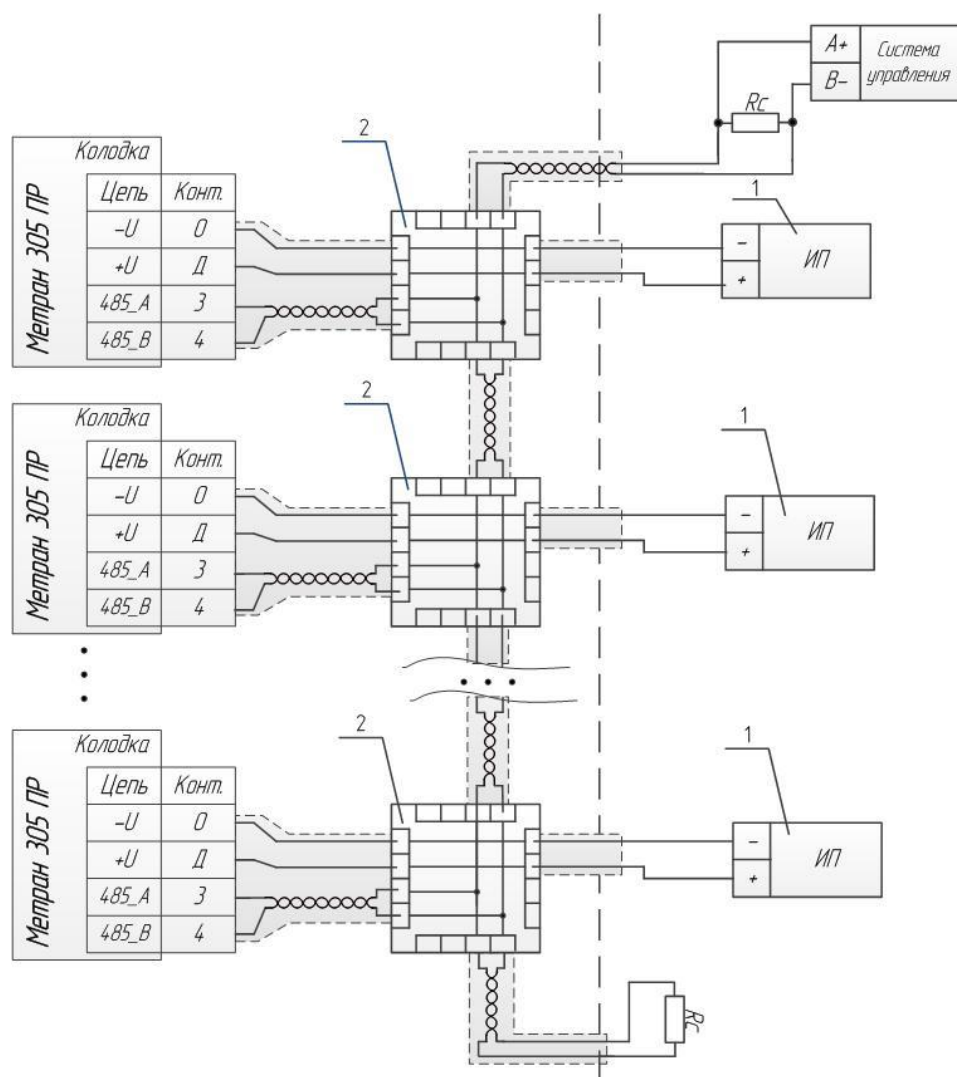 A+
B-
Система
управления
Rc
2
Метран 305 ПР
Колодка
Цепь Конт.
-U 0
+U Д
485_A 3
485_B 4
1
- ИП
+
2
Метран 305 ПР
Колодка
Цепь Конт.
-U 0
+U Д
485_A 3
485_B 4
1
- ИП
+
2
Метран 305 ПР
Колодка
Цепь Конт.
-U 0
+U Д
485_A 3
485_B 4
1
- ИП
+
Rc